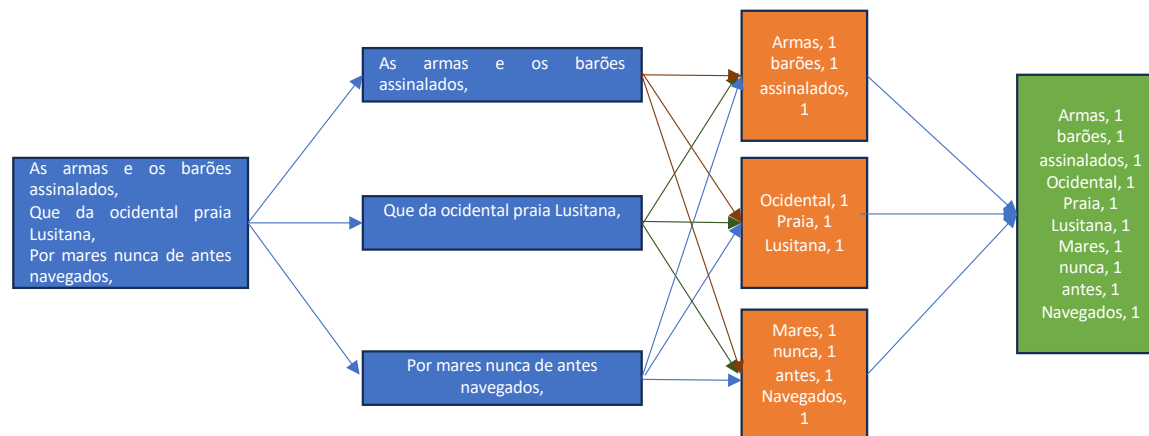 As armas e os barões
assinalados,
Que da ocidental praia
Lusitana,
Por mares nunca de antes
navegados,
As armas e os barões
assinalados,
Que da ocidental praia Lusitana,
Por mares nunca de antes
navegados,
Armas, 1
barões, 1
assinalados,
1
Ocidental, 1
Praia, 1
Lusitana, 1
Mares, 1
nunca, 1
antes, 1
Navegados,
1
Armas, 1
barões, 1
assinalados, 1
Ocidental, 1
Praia, 1
Lusitana, 1
Mares, 1
nunca, 1
antes, 1
Navegados, 1